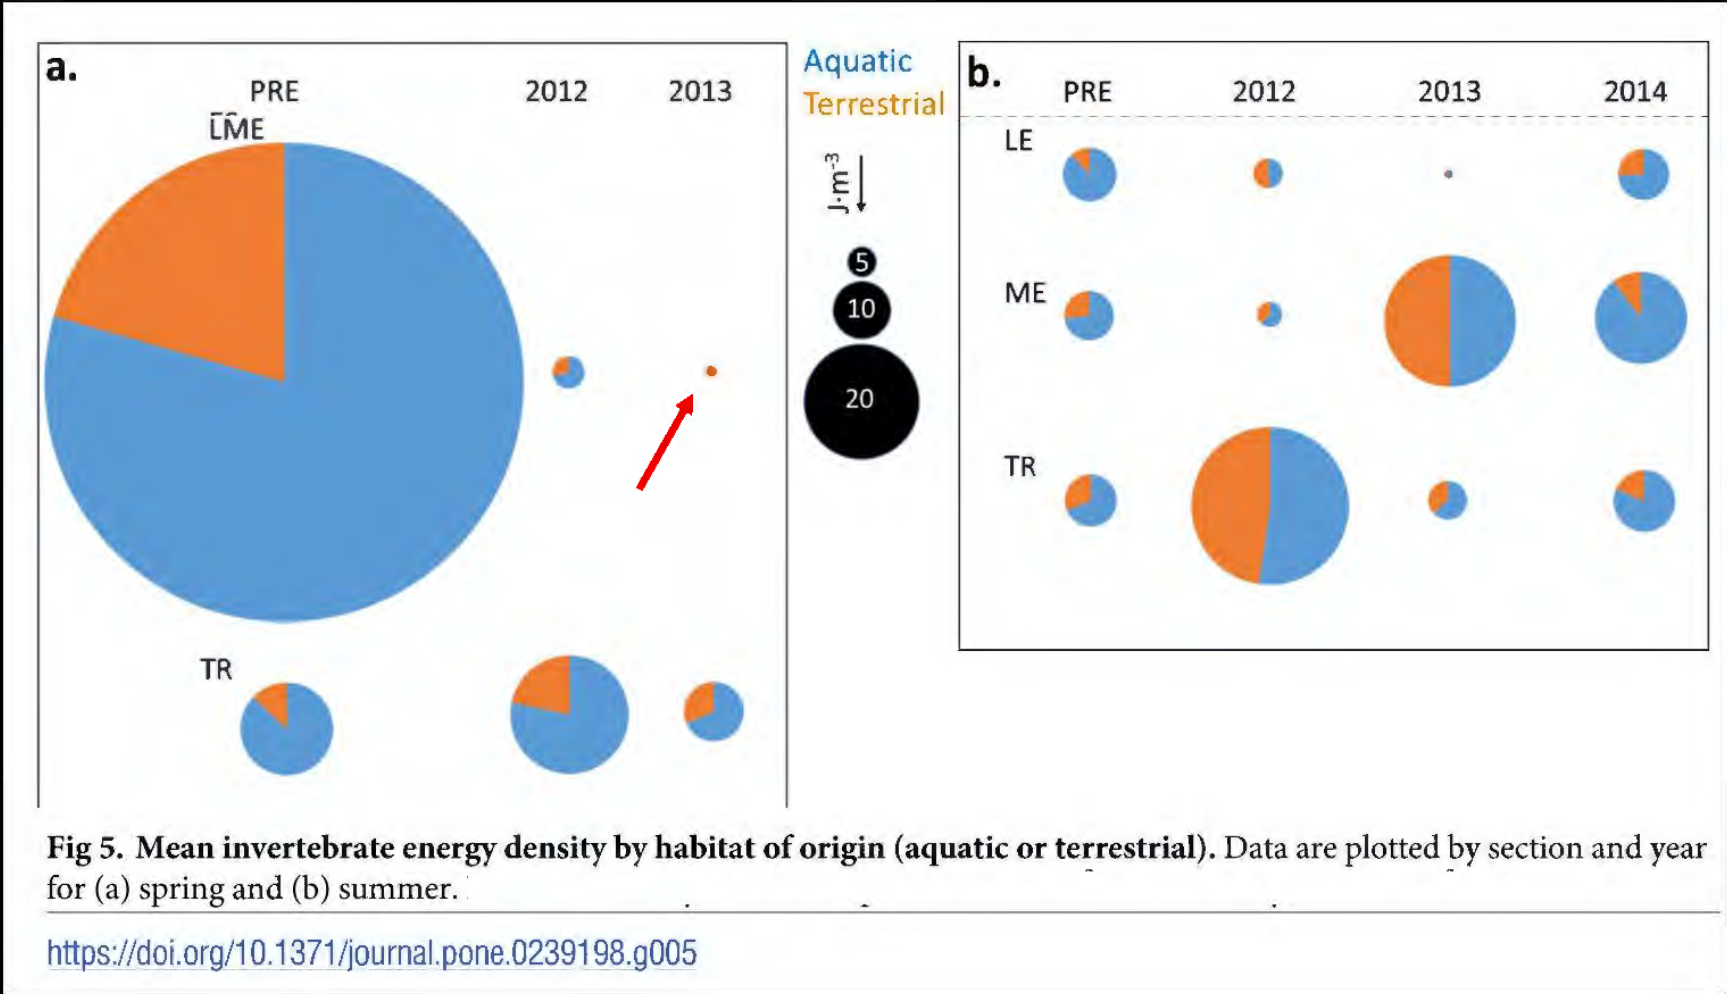 a.
PRE 2012 2013
LME
TR
Aquatic
Terrestrial
J·m-3
5
10
20
b.
PRE 2012 2013 2014
LE
ME
TR
Fig 5. Mean invertebrate energy density by habitat of origin (aquatic or terrestrial). Data are plotted by section and year
for (a) spring and (b) summer.
https://doi.org/10.1371/journal.pone.0239198.g005